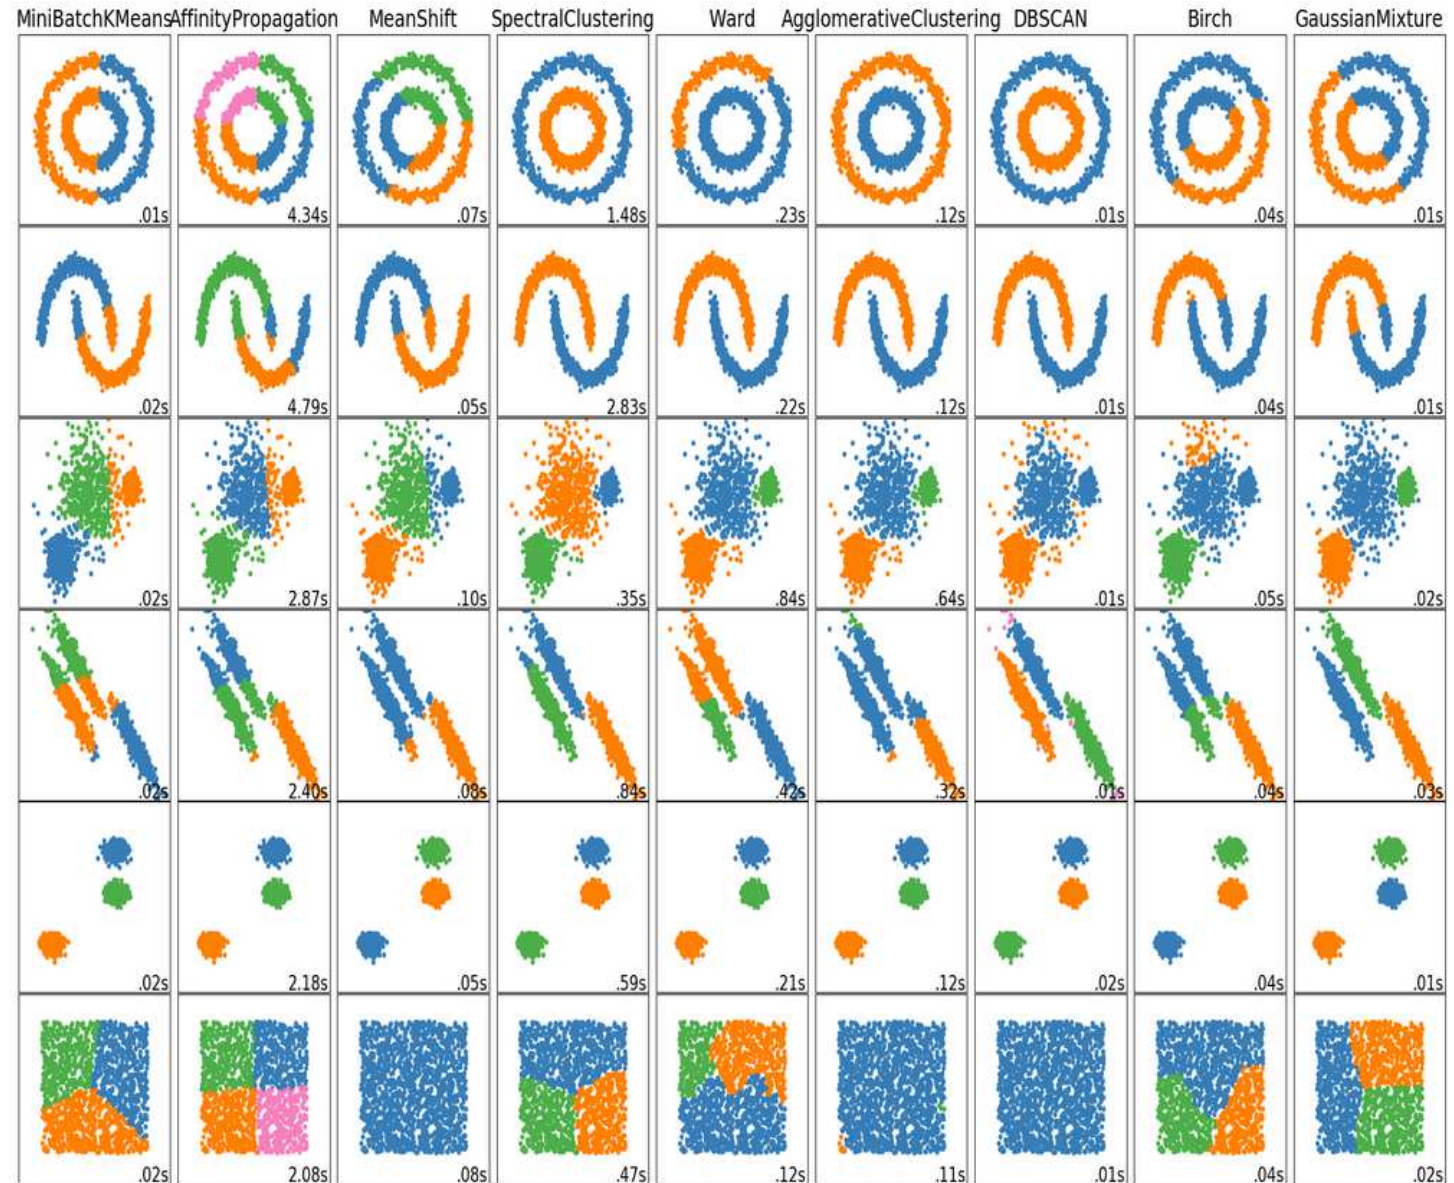 MiniBatchKMeans AffinityPropagation MeanShift SpectralClustering Ward AgglomerativeClustering DBSCAN Birch GaussianMixture
.01s 4.34s .07s 1.48s .23s .12s .01s .04s .01s
.02s 4.79s .05s 2.83s .22s .12s .01s .04s .01s
.02s 2.87s .10s .35s .84s .64s .01s .05s .02s
.02s 2.40s .08s .84s .42s .32s .01s .04s .03s
.02s 2.18s .05s .59s .21s .12s .02s .04s .01s
.02s 2.08s .08s .47s .12s .11s .01s .04s .02s